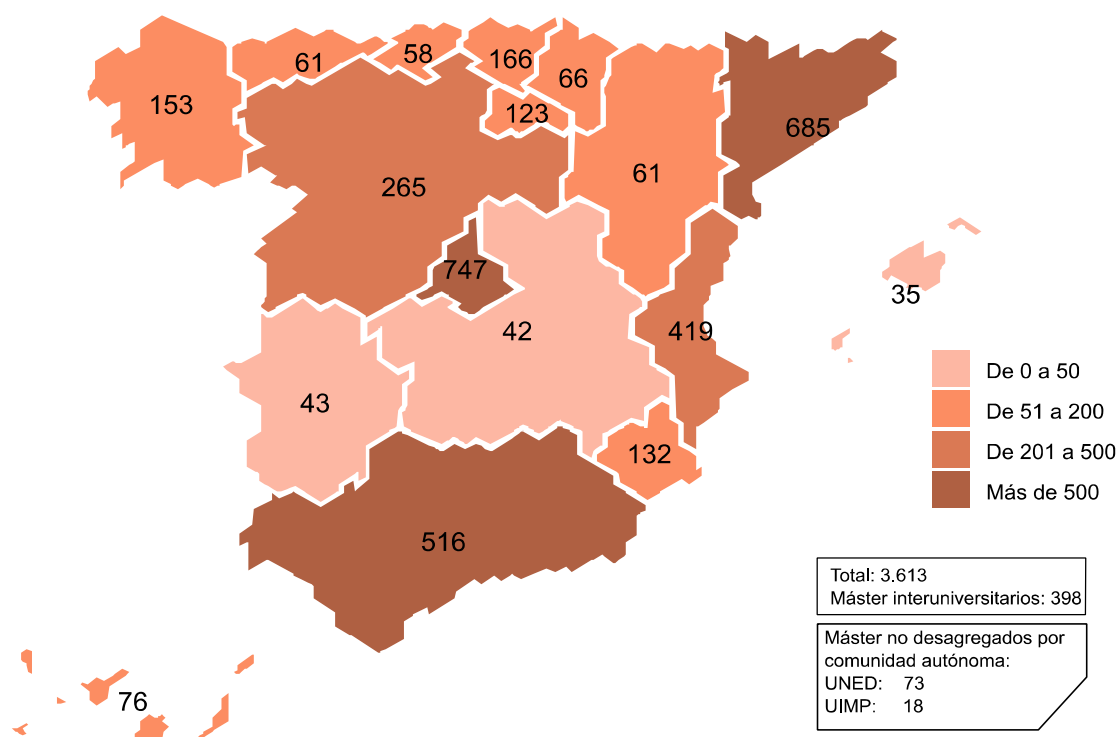 61
58
166
66
153
123
685
61
265
747
35
42
419
43
132
516
76
De 0 a 50
De 51 a 200
De 201 a 500
Más de 500
Total: 3.613
Máster interuniversitarios: 398
Máster no desagregados por
comunidad autónoma:
UNED: 73
UIMP: 18